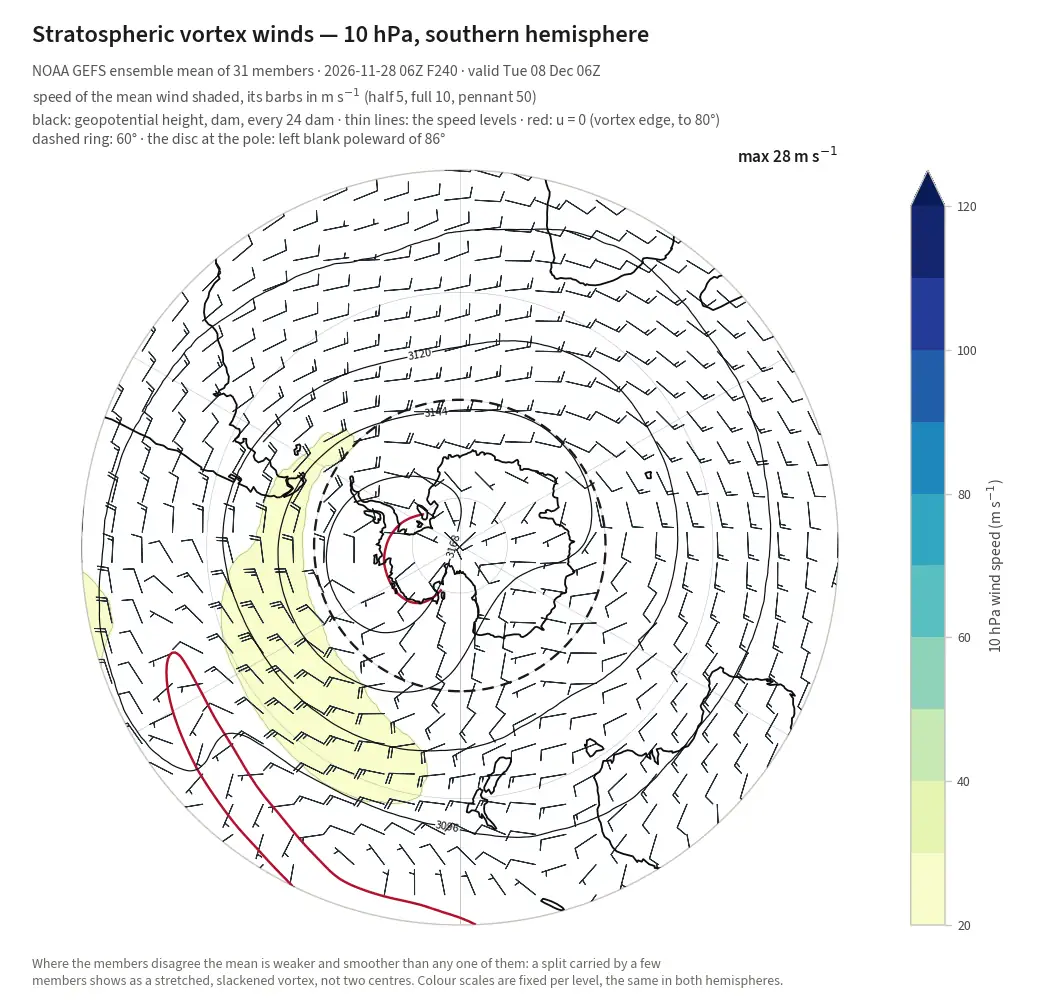 Stratospheric vortex winds — 10 hPa, southern hemisphere
NOAA GEFS ensemble mean of 31 members · 2026-11-28 06Z F240 · valid Tue 08 Dec 06Z
speed of the mean wind shaded, its barbs in m s⁻¹ (half 5, full 10, pennant 50)
black: geopotential height, dam, every 24 dam · thin lines: the speed levels · red: u = 0 (vortex edge, to 80°)
dashed ring: 60° · the disc at the pole: left blank poleward of 86°
max 28 m s⁻¹
120
100
80
60
40
20
10 hPa wind speed (m s⁻¹)
3120
3144
3168
3096
Where the members disagree the mean is weaker and smoother than any one of them: a split carried by a few
members shows as a stretched, slackened vortex, not two centres. Colour scales are fixed per level, the same in both hemispheres.